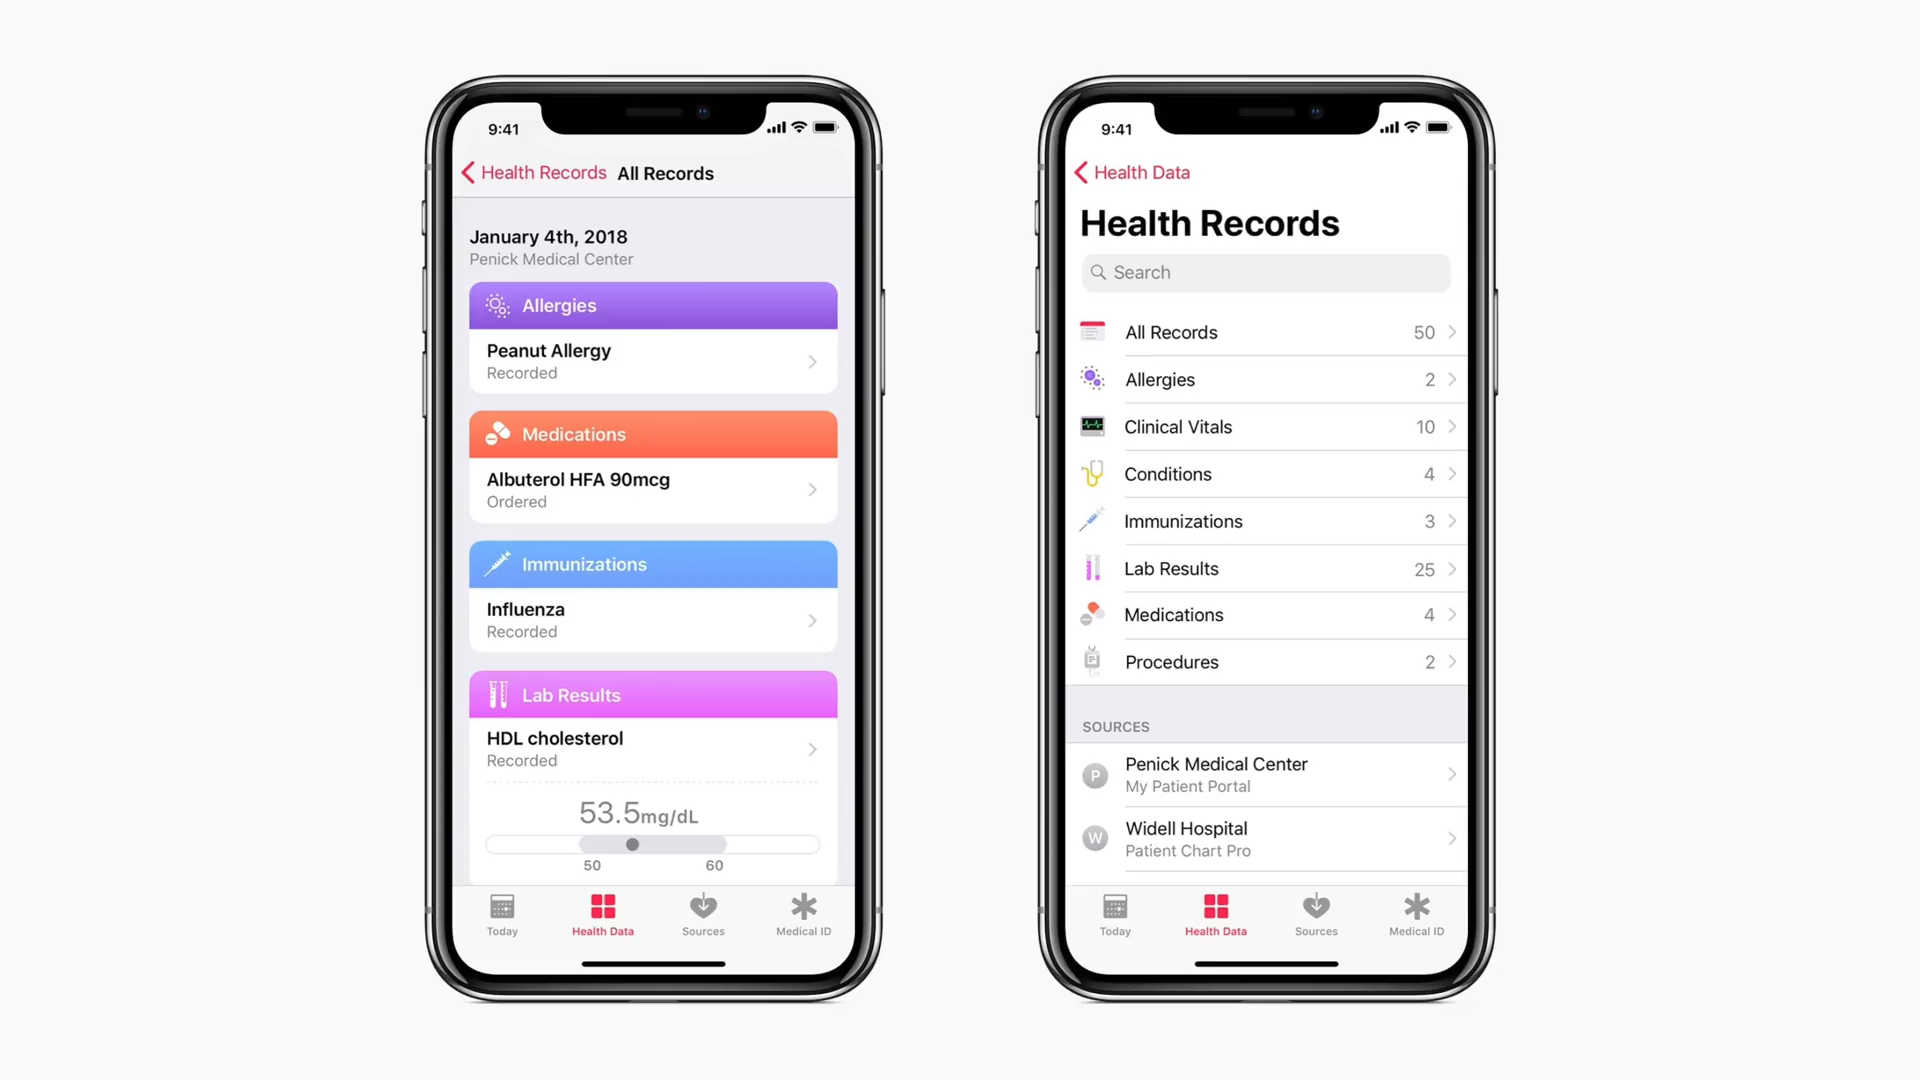 9:41
Health Records All Records
January 4th, 2018
Penick Medical Center
Allergies
Peanut Allergy
Recorded
Medications
Albuterol HFA 90mcg
Ordered
Immunizations
Influenza
Recorded
Lab Results
HDL cholesterol
Recorded
53.5mg/dL
50 60
Today Health Data Sources Medical ID
9:41
Health Data
Health Records
Search
All Records 50
Allergies 2
Clinical Vitals 10
Conditions 4
Immunizations 3
Lab Results 25
Medications 4
Procedures 2
SOURCES
P Penick Medical Center
My Patient Portal
W Widell Hospital
Patient Chart Pro
Today Health Data Sources Medical ID